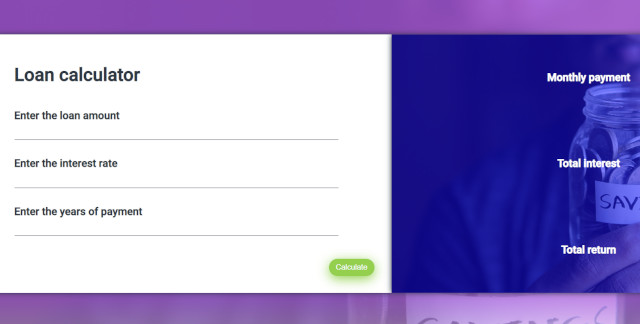 Loan calculator
Enter the loan amount
Enter the interest rate
Enter the years of payment
Calculate
Monthly payment
Total interest
Total return
SAV